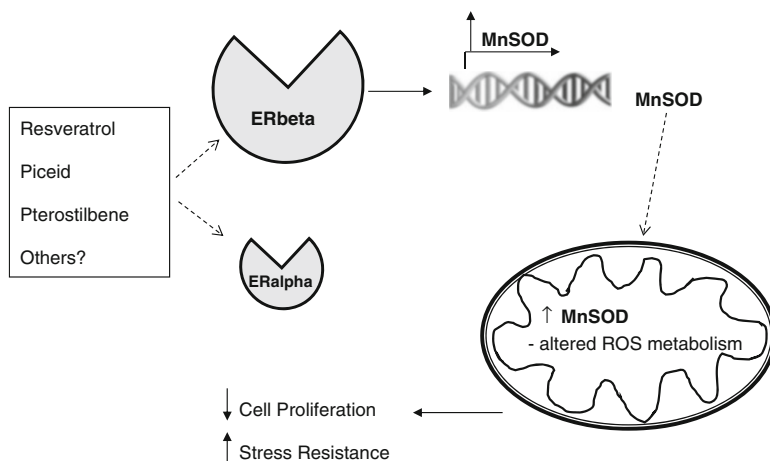 Resveratrol
Piceid
Pterostilbene
Others?
ERbeta
ERalpha
MnSOD
MnSOD
↑ MnSOD
- altered ROS metabolism
↓ Cell Proliferation
↑ Stress Resistance